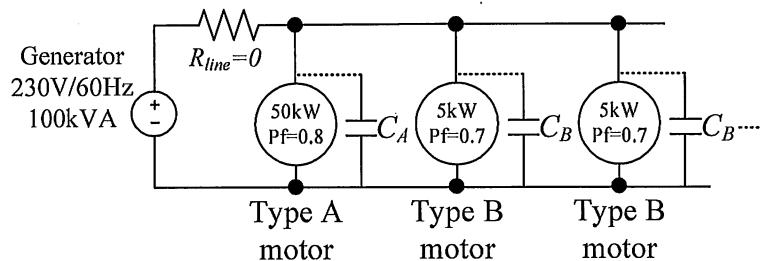 Generator
230V/60Hz
100kVA
R_line=0
50kW
Pf=0.8
C_A
5kW
Pf=0.7
C_B
5kW
Pf=0.7
C_B
Type A
motor
Type B
motor
Type B
motor